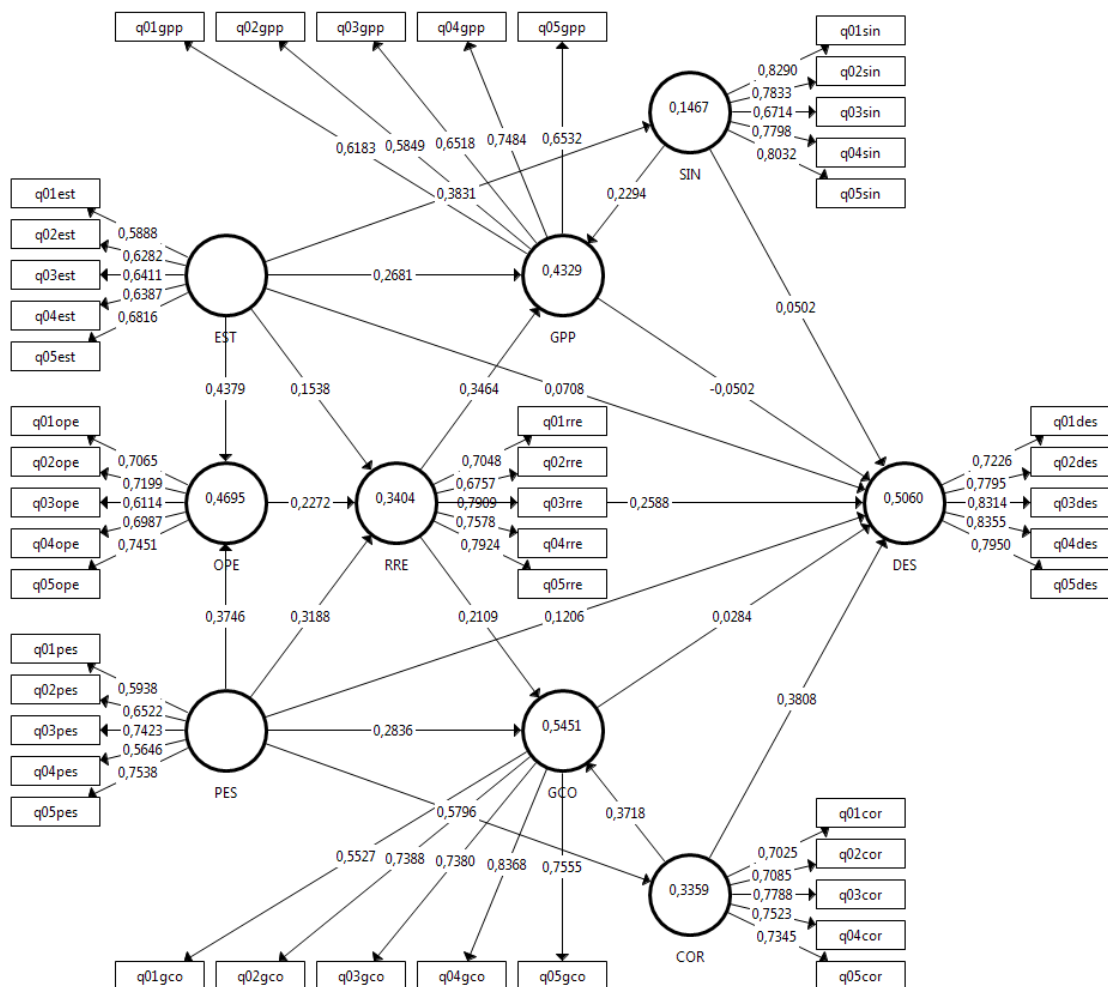 q01gpp q02gpp q03gpp q04gpp q05gpp
q01sin
0,8290
q02sin
0,7833
0,1467
0,6714
q03sin
0,7798
q04sin
0,8032
q05sin
SIN
0,6183 0,5849 0,6518 0,7484 0,6532
0,3831
0,2294
q01est
0,5888
q02est
0,6282
q03est
0,6411
0,6387
q04est
0,6816
q05est
EST
0,2681
0,4329
GPP
0,0502
0,4379
0,1538
0,3464
0,0708
-0,0502
q01ope
0,7065
q02ope
0,7199
q03ope
0,6114
0,6987
q04ope
0,7451
q05ope
0,4695
OPE
0,2272
0,3404
RRE
q01rre
0,7048
q02rre
0,6757
0,7909
q03rre
0,7578
q04rre
0,7924
q05rre
0,2588
0,5060
DES
q01des
0,7226
q02des
0,7795
0,8314
q03des
0,8355
q04des
0,7950
q05des
0,3746
0,3188
0,2109
0,1206
0,0284
q01pes
0,5938
q02pes
0,6522
q03pes
0,7423
0,5646
q04pes
0,7538
q05pes
PES
0,2836
0,5451
GCO
0,3808
0,5796
0,3718
0,5527 0,7388 0,7380 0,8368 0,7555
0,3359
COR
q01cor
0,7025
q02cor
0,7085
0,7788
q03cor
0,7523
q04cor
0,7345
q05cor
q01gco q02gco q03gco q04gco q05gco